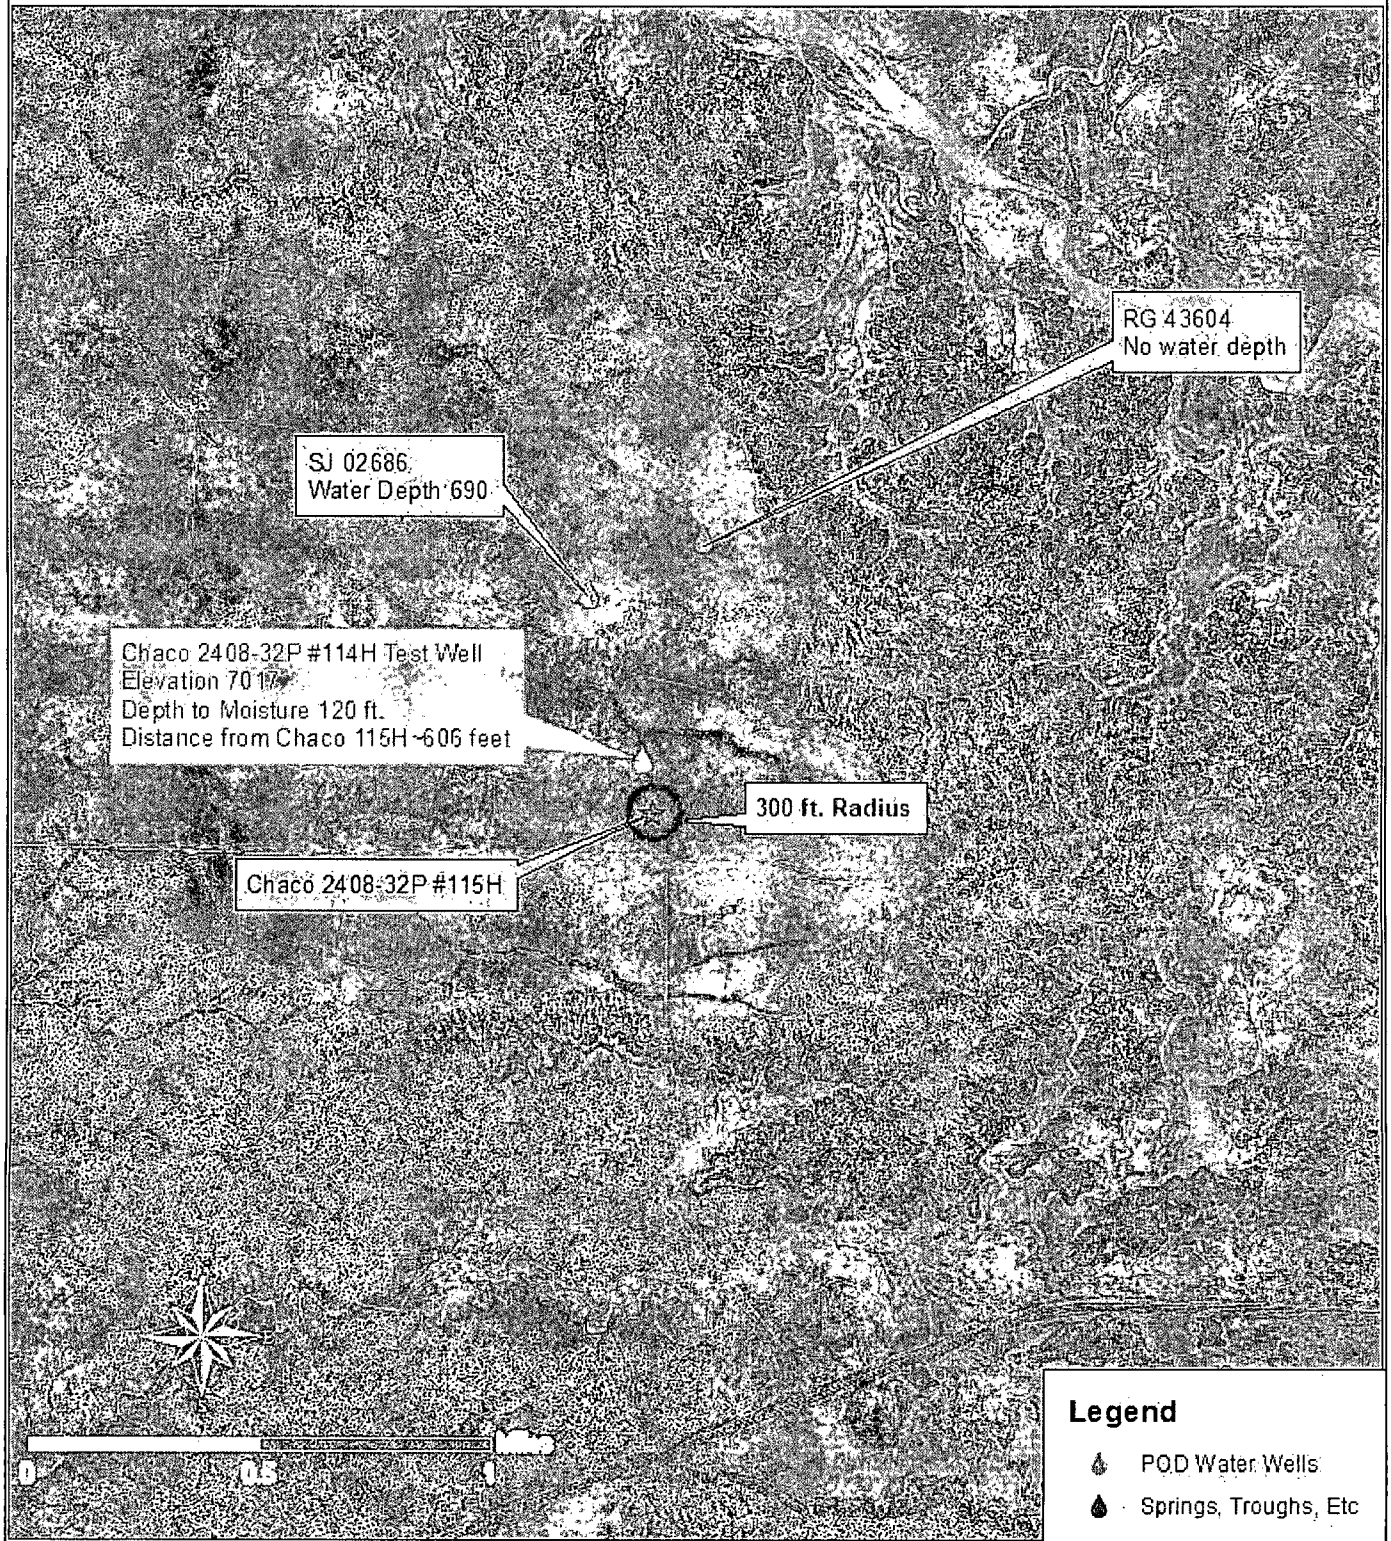 RG 43604
No water depth
SJ 02686
Water Depth 690
Chaco 2408-32P #114H Test Well
Elevation 7017
Depth to Moisture 120 ft.
Distance from Chaco 115H ~606 feet
300 ft. Radius
Chaco 2408-32P #115H
Miles
0 0.5 1
Legend
POD Water Wells
Springs, Troughs, Etc